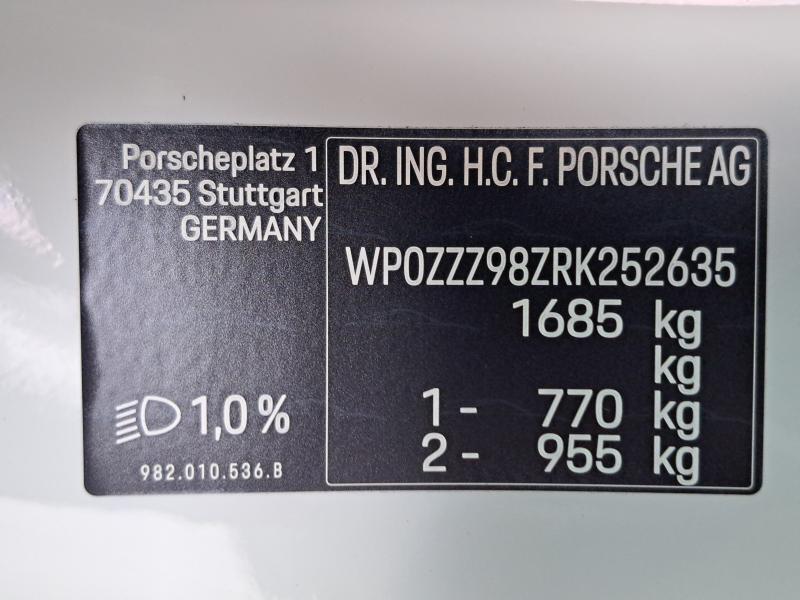 Porscheplatz 1
70435 Stuttgart
GERMANY
1,0 %
982.010.536.B
DR. ING. H.C. F. PORSCHE AG
WP0ZZZ98ZRK252635
1685 kg
kg
1 - 770 kg
2 - 955 kg